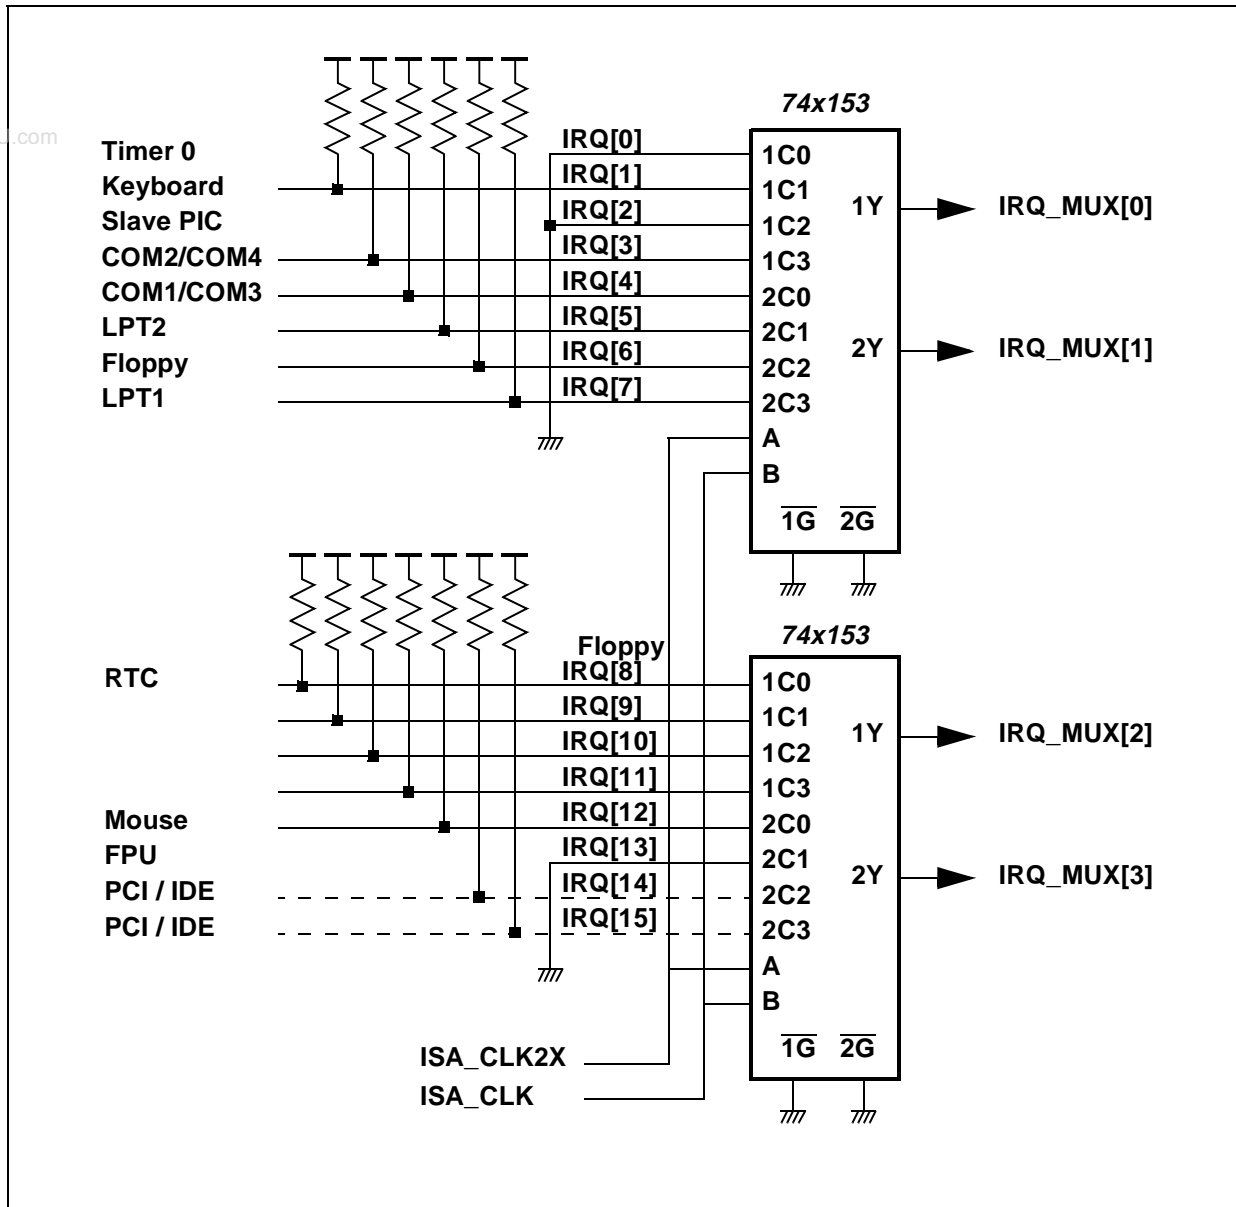 74x153
J.com
Timer 0
IRQ[0]
1C0
Keyboard
IRQ[1]
1C1
1Y
IRQ_MUX[0]
Slave PIC
IRQ[2]
1C2
COM2/COM4
IRQ[3]
1C3
COM1/COM3
IRQ[4]
2C0
LPT2
IRQ[5]
2C1
2Y
IRQ_MUX[1]
Floppy
IRQ[6]
2C2
LPT1
IRQ[7]
2C3
A
B
1G 2G
74x153
Floppy
RTC
IRQ[8]
1C0
IRQ[9]
1C1
1Y
IRQ_MUX[2]
IRQ[10]
1C2
IRQ[11]
1C3
Mouse
IRQ[12]
2C0
FPU
IRQ[13]
2C1
2Y
IRQ_MUX[3]
PCI / IDE
IRQ[14]
2C2
PCI / IDE
IRQ[15]
2C3
A
B
1G 2G
ISA_CLK2X
ISA_CLK